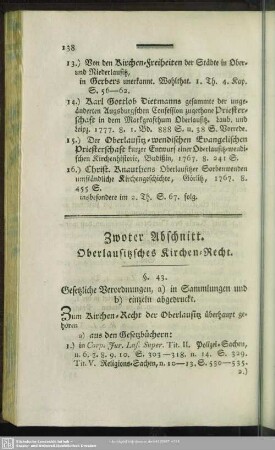 138
13.) Von den Kirchen-Freiheiten der Städte in Ober-
und Niederlausitz,
in Gerbers unerkannt. Wohlthat. 1. Th. 4. Kap.
S. 56—62.
14.) Karl Gottlob Dietmanns gesammte der unge-
änderten Augsburgischen Confession zugethane Priester-
schaft in dem Markgrafthum Oberlausitz. Laub. und
Leipz. 1777. 8. 1. Bd. 888 S. u. 38 S. Vorrede.
15.) Der Oberlausitz-wendischen Evangelischen
Priesterschaft kurzer Entwurf einer Oberlausitz-wendi-
schen Kirchenhistorie, Budißin, 1767. 8. 241 S.
16.) Christ. Knauthens Oberlausitzer Sorbenwenden
umständliche Kirchengeschichte, Görlitz, 1767. 8.
455 S.
insbesondere im 2. Th. S. 67. folg.
Zwoter Abschnitt.
Oberlausitzsches Kirchen-Recht.
§. 43.
Gesetzliche Verordnungen, a) in Sammlungen und
b) einzeln abgedruckt.
Zum Kirchen-Recht der Oberlausitz überhaupt ge-
hören
a) aus den Gesetzbüchern:
1.) in Corp. Jur. Lus. Super. Tit. II. Polizei-Sachen,
n. 6. 7. 8. 9. 10. S. 303—318. n. 14. S. 329.
Tit. V. Religions-Sachen, n. 10—13. S. 530—535.
2.)